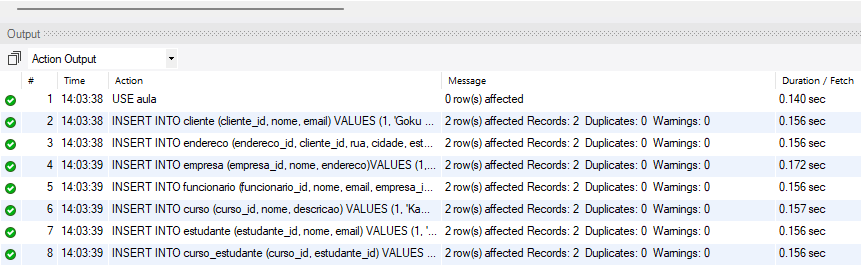 Output
Action Output
# Time Action Message Duration / Fetch
1 14:03:38 USE aula 0 row(s) affected 0.140 sec
2 14:03:38 INSERT INTO cliente (cliente_id, nome, email) VALUES (1, 'Goku ... 2 row(s) affected Records: 2 Duplicates: 0 Warnings: 0 0.156 sec
3 14:03:38 INSERT INTO endereco (endereco_id, cliente_id, rua, cidade, est... 2 row(s) affected Records: 2 Duplicates: 0 Warnings: 0 0.156 sec
4 14:03:39 INSERT INTO empresa (empresa_id, nome, endereco)VALUES (1,... 2 row(s) affected Records: 2 Duplicates: 0 Warnings: 0 0.172 sec
5 14:03:39 INSERT INTO funcionario (funcionario_id, nome, email, empresa_i... 2 row(s) affected Records: 2 Duplicates: 0 Warnings: 0 0.156 sec
6 14:03:39 INSERT INTO curso (curso_id, nome, descricao) VALUES (1, 'Ka... 2 row(s) affected Records: 2 Duplicates: 0 Warnings: 0 0.157 sec
7 14:03:39 INSERT INTO estudante (estudante_id, nome, email) VALUES (1, '... 2 row(s) affected Records: 2 Duplicates: 0 Warnings: 0 0.156 sec
8 14:03:39 INSERT INTO curso_estudante (curso_id, estudante_id) VALUES ... 2 row(s) affected Records: 2 Duplicates: 0 Warnings: 0 0.156 sec